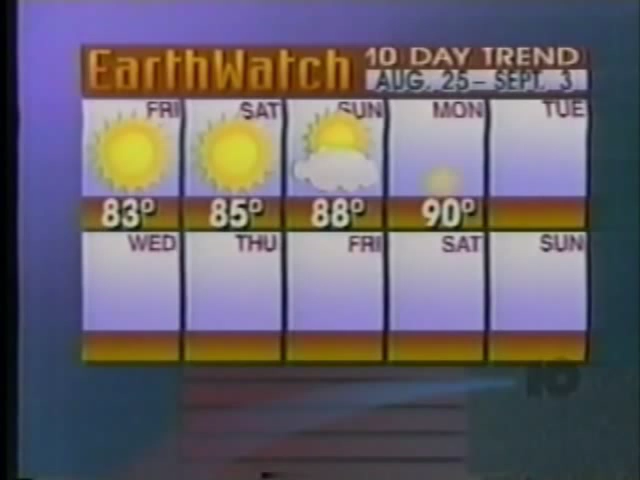 EarthWatch 10 DAY TREND
AUG. 25 – SEPT. 3
FRI SAT SUN MON TUE
83° 85° 88° 90°
WED THU FRI SAT SUN
10